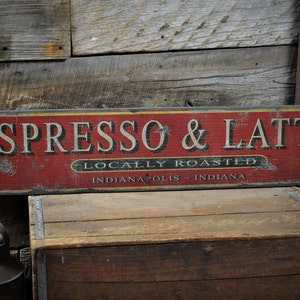 SPRESSO & LATT
LOCALLY ROASTED
INDIANAPOLIS - INDIANA